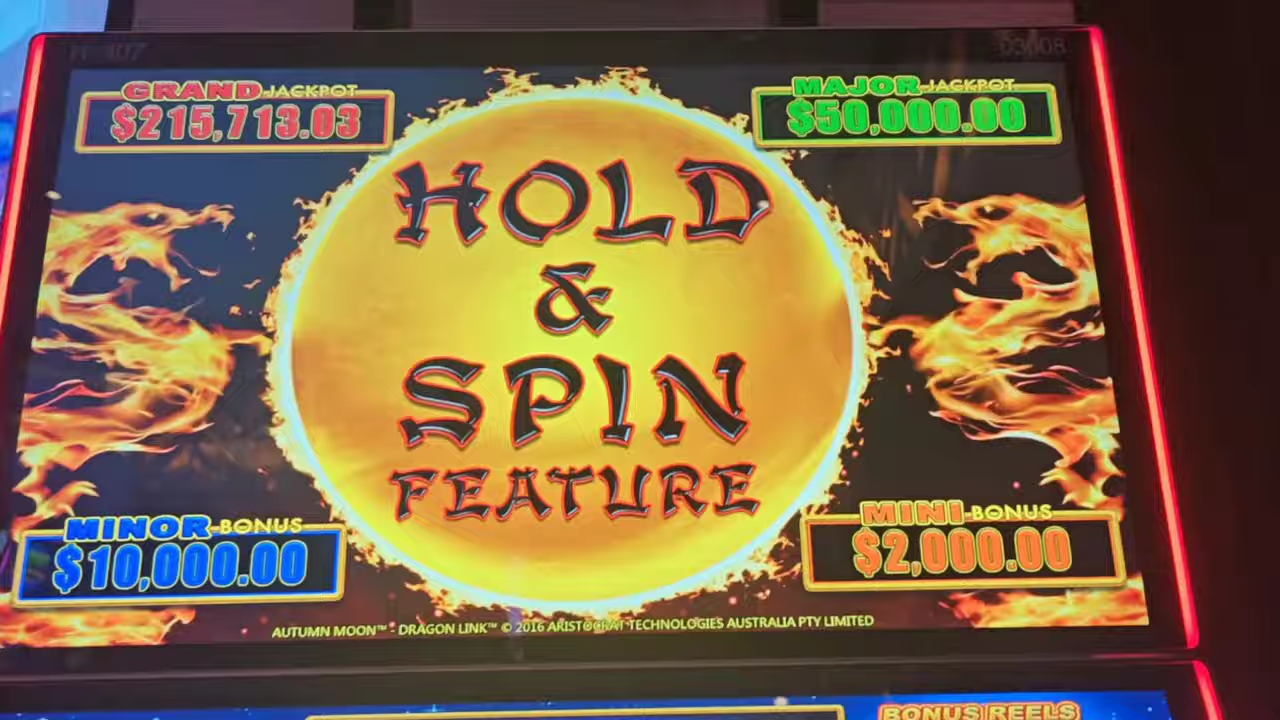 GRAND JACKPOT
$215,713.03
MAJOR JACKPOT
$50,000.00
HOLD
&
SPIN
FEATURE
MINOR BONUS
$10,000.00
MINI BONUS
$2,000.00
AUTUMN MOON™ - DRAGON LINK™ © 2016 ARISTOCRAT TECHNOLOGIES AUSTRALIA PTY LIMITED
BONUS REELS